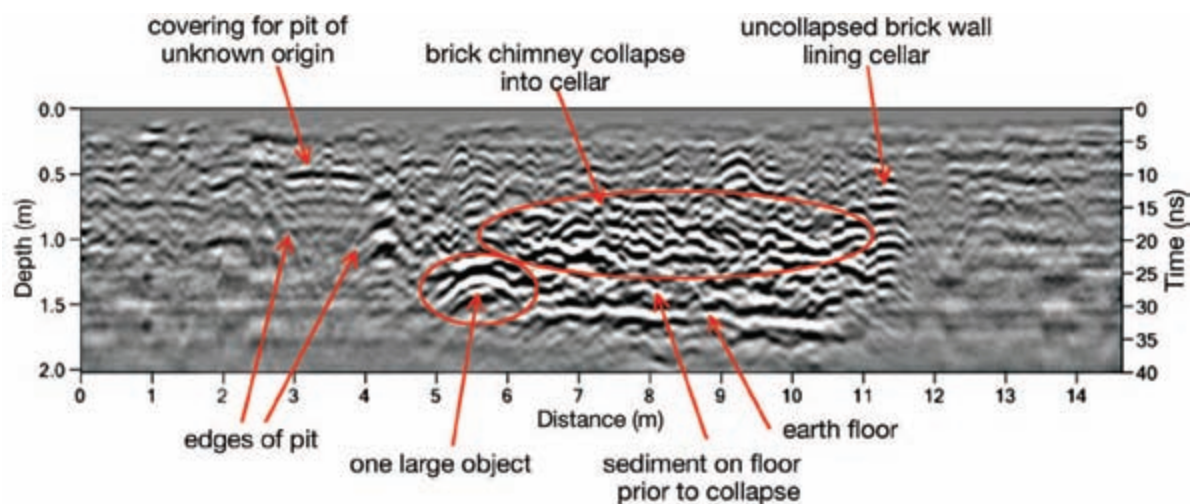 covering for pit of
unknown origin
brick chimney collapse
into cellar
uncollapsed brick wall
lining cellar
0.0
0.5
1.0
1.5
2.0
Depth (m)
0
5
10
15
20
25
30
35
40
Time (ns)
0 1 2 3 4 5 6 7 8 9 10 11 12 13 14
Distance (m)
edges of pit
one large object
sediment on floor
prior to collapse
earth floor